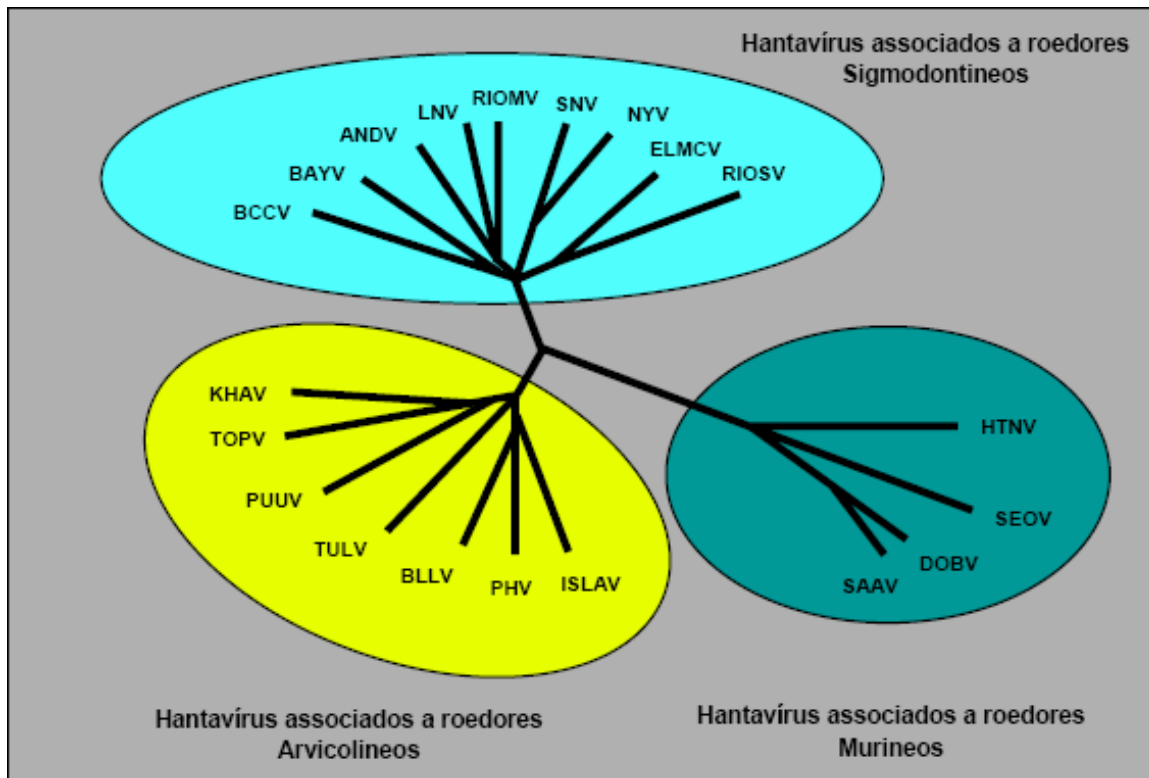 Hantavírus associados a roedores
Sigmodontineos
LNV
RIOMV
SNV
NYV
ANDV
ELMCV
BAYV
RIOSV
BCCV
KHAV
TOPV
PUUV
TULV
BLLV
PHV
ISLAV
HTNV
SEOV
DOBV
SAAV
Hantavírus associados a roedores
Arvicolineos
Hantavírus associados a roedores
Murineos